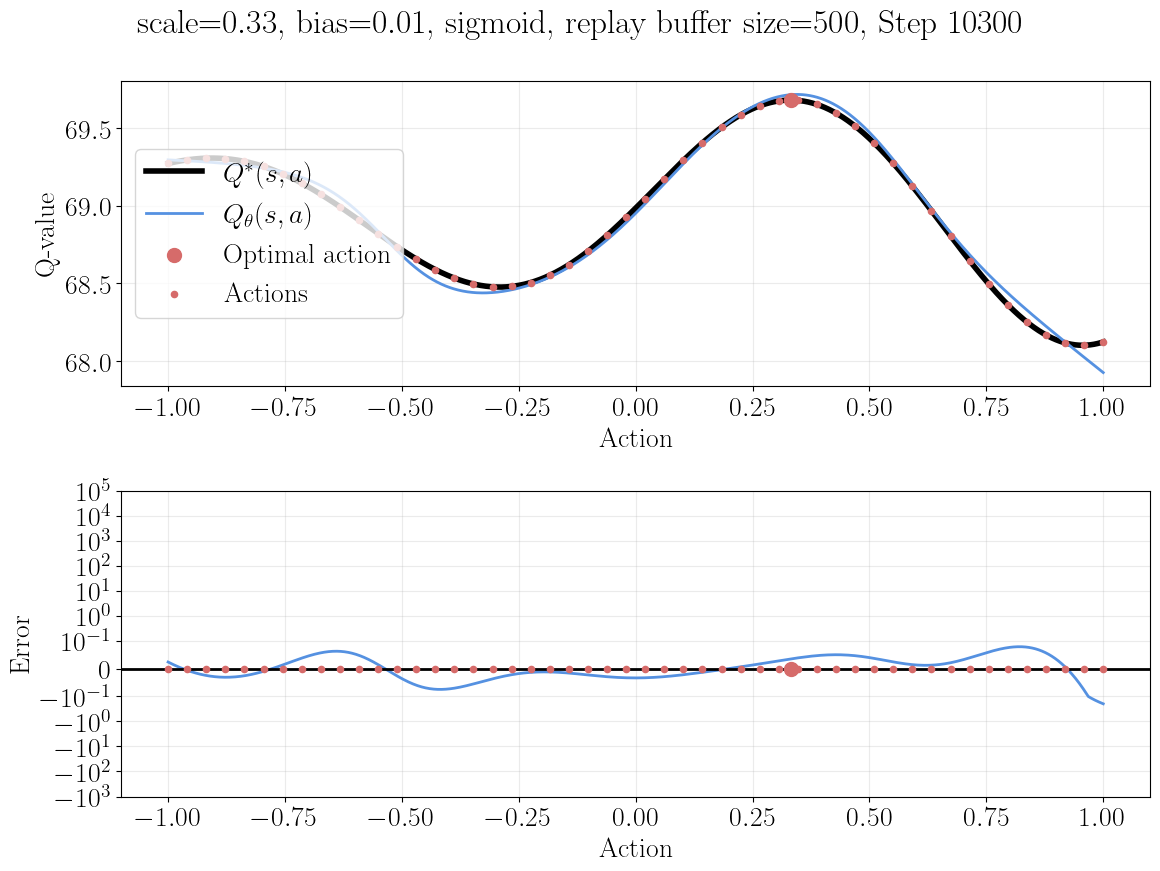 scale=0.33, bias=0.01, sigmoid, replay buffer size=500, Step 10300
Q-value
69.5
69.0
68.5
68.0
Q*(s, a)
Q_θ(s, a)
Optimal action
Actions
−1.00 −0.75 −0.50 −0.25 0.00 0.25 0.50 0.75 1.00
Action
Error
10^5
10^4
10^3
10^2
10^1
10^0
10^−1
0
−10^−1
−10^0
−10^1
−10^2
−10^3
−1.00 −0.75 −0.50 −0.25 0.00 0.25 0.50 0.75 1.00
Action